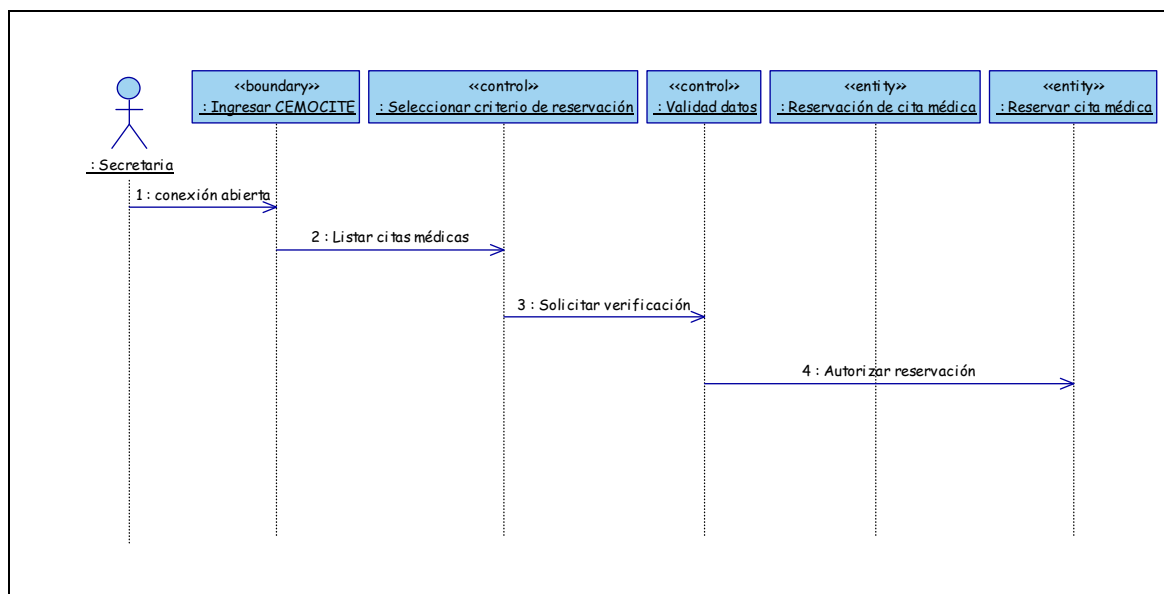 <<boundary>>
: Ingresar CEMOCITE
<<control>>
: Seleccionar criterio de reservación
<<control>>
: Validad datos
<<entity>>
: Reservación de cita médica
<<entity>>
: Reservar cita médica
: Secretaria
1 : conexión abierta
2 : Listar citas médicas
3 : Solicitar verificación
4 : Autorizar reservación